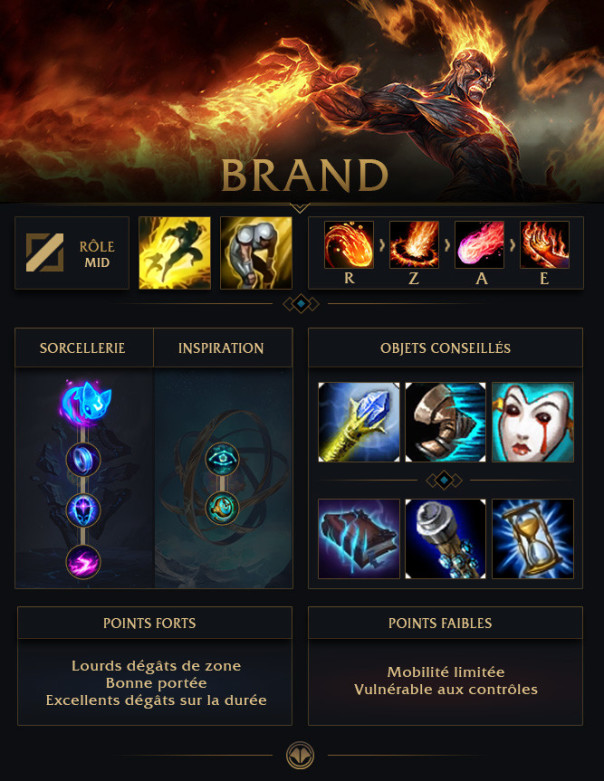 BRAND
RÔLE
MID
R
Z
A
E
SORCELLERIE
INSPIRATION
OBJETS CONSEILLÉS
POINTS FORTS
Lourds dégâts de zone
Bonne portée
Excellents dégâts sur la durée
POINTS FAIBLES
Mobilité limitée
Vulnérable aux contrôles